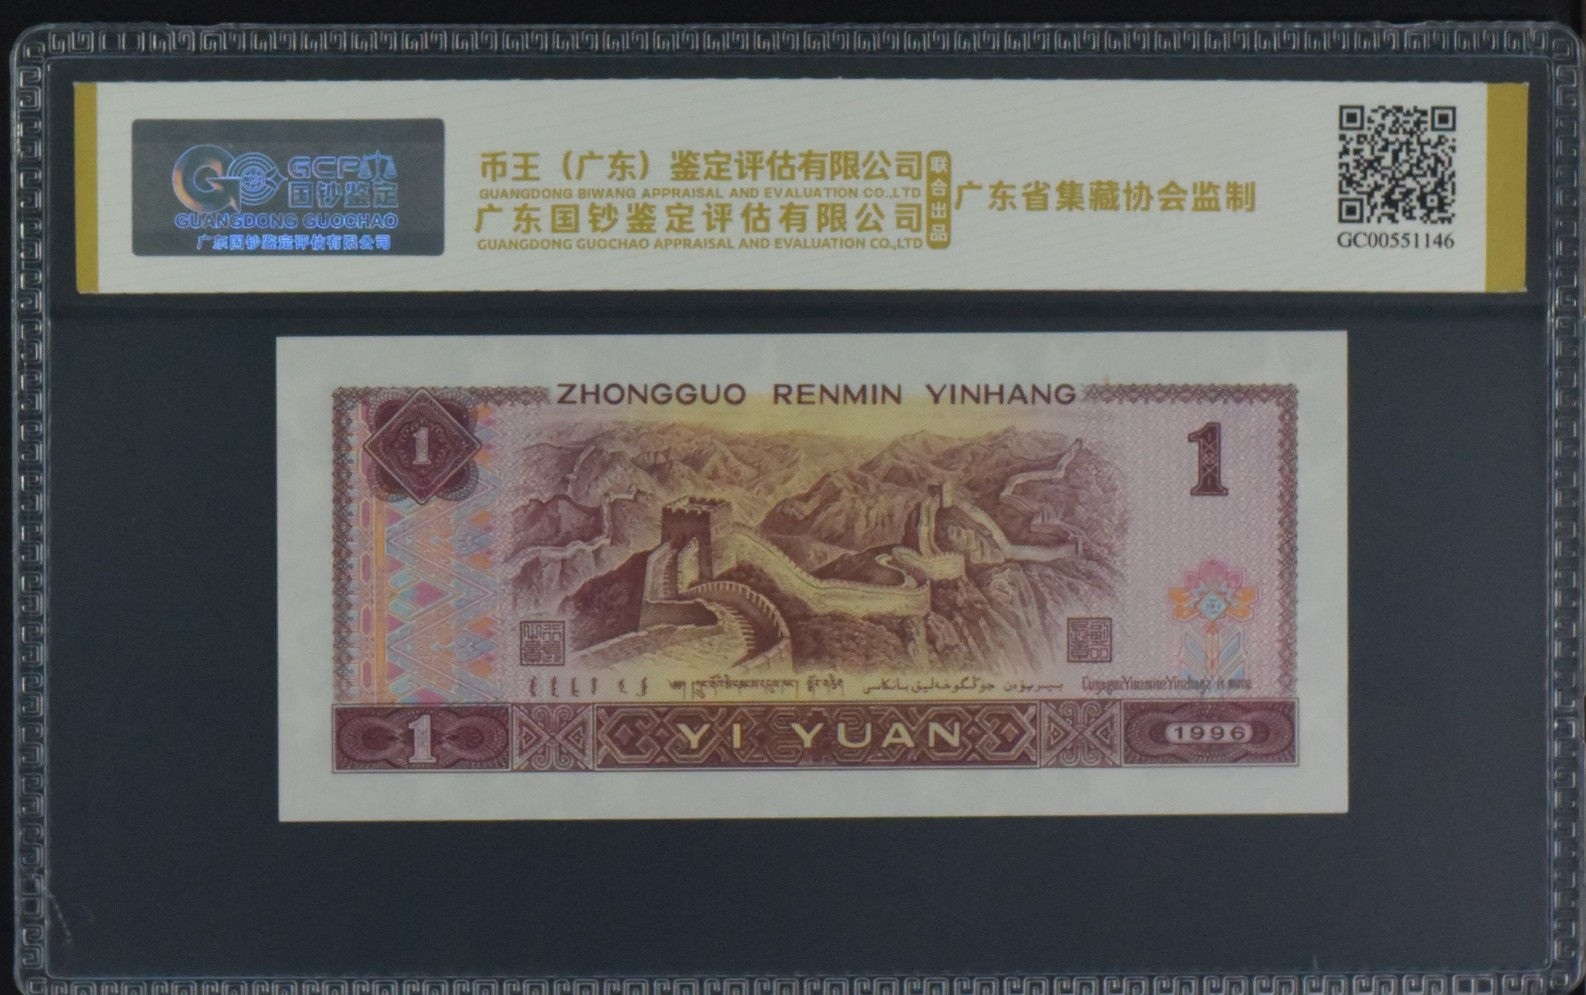 GCP
国钞鉴定
GUANGDONG GUOCHAO
广东国钞鉴定评估有限公司
币王（广东）鉴定评估有限公司
GUANGDONG BIWANG APPRAISAL AND EVALUATION CO.,LTD
广东国钞鉴定评估有限公司
GUANGDONG GUOCHAO APPRAISAL AND EVALUATION CO.,LTD
联合出品
广东省集藏协会监制
GC00551146
ZHONGGUO RENMIN YINHANG
1
1
1
YI YUAN
1996